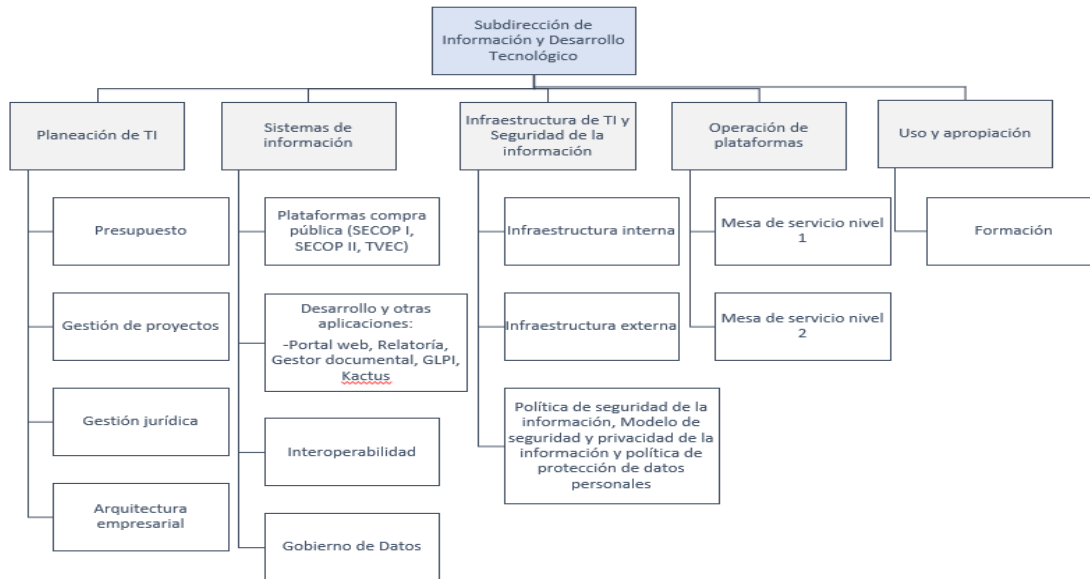 Subdirección de
Información y Desarrollo
Tecnológico
Planeación de TI
Sistemas de
información
Infraestructura de TI y
Seguridad de la
información
Operación de
plataformas
Uso y apropiación
Presupuesto
Gestión de proyectos
Gestión jurídica
Arquitectura
empresarial
Plataformas compra
pública (SECOP I,
SECOP II, TVEC)
Desarrollo y otras
aplicaciones:
-Portal web, Relatoría,
Gestor documental, GLPI,
Kactus
Interoperabilidad
Gobierno de Datos
Infraestructura interna
Infraestructura externa
Política de seguridad de la
información, Modelo de
seguridad y privacidad de la
información y política de
protección de datos
personales
Mesa de servicio nivel
1
Mesa de servicio nivel
2
Formación